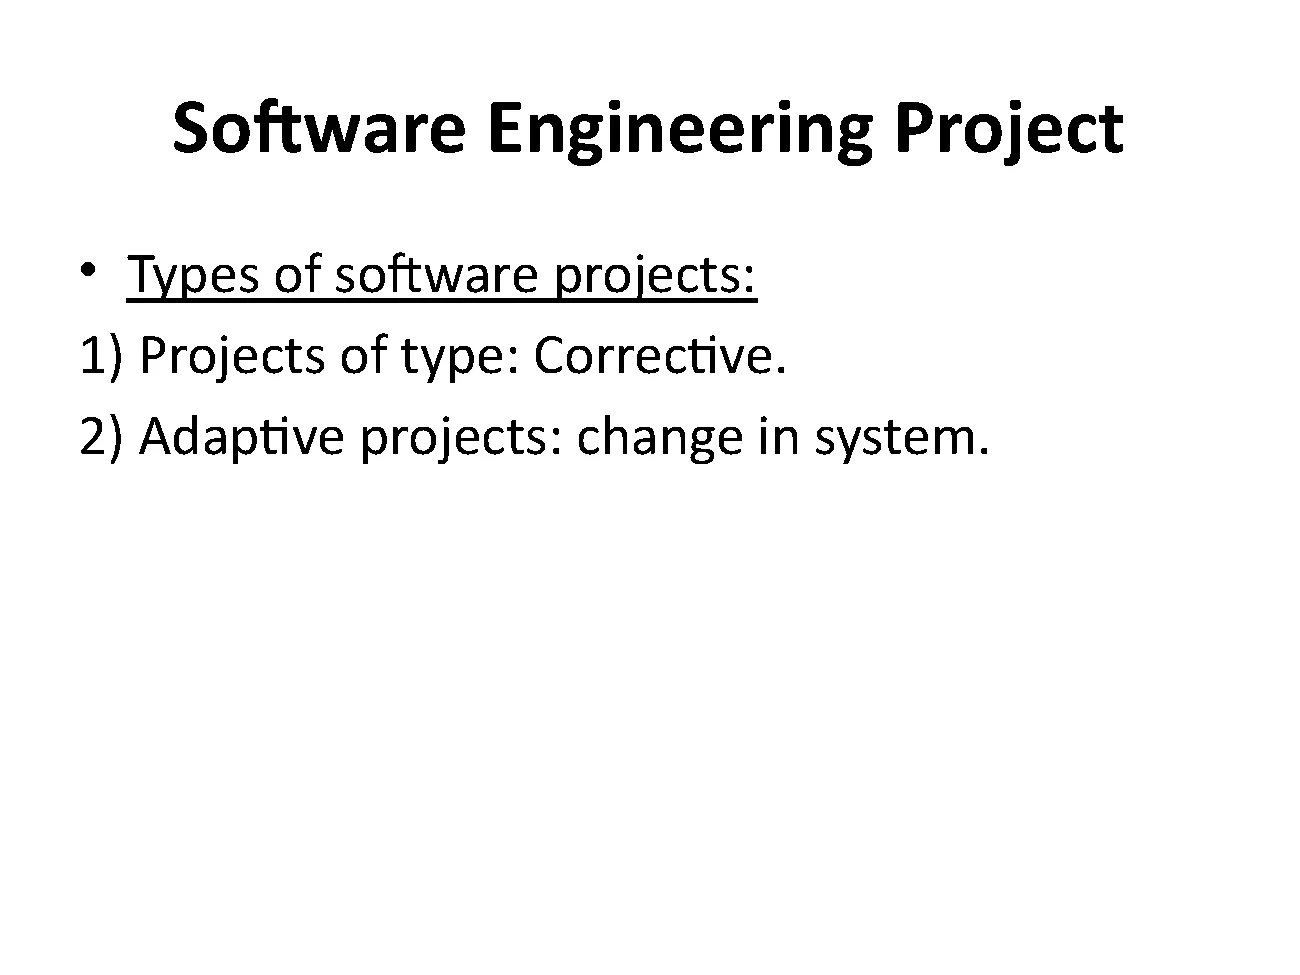 Software Engineering Project
• Types of software projects:
1) Projects of type: Corrective.
2) Adaptive projects: change in system.